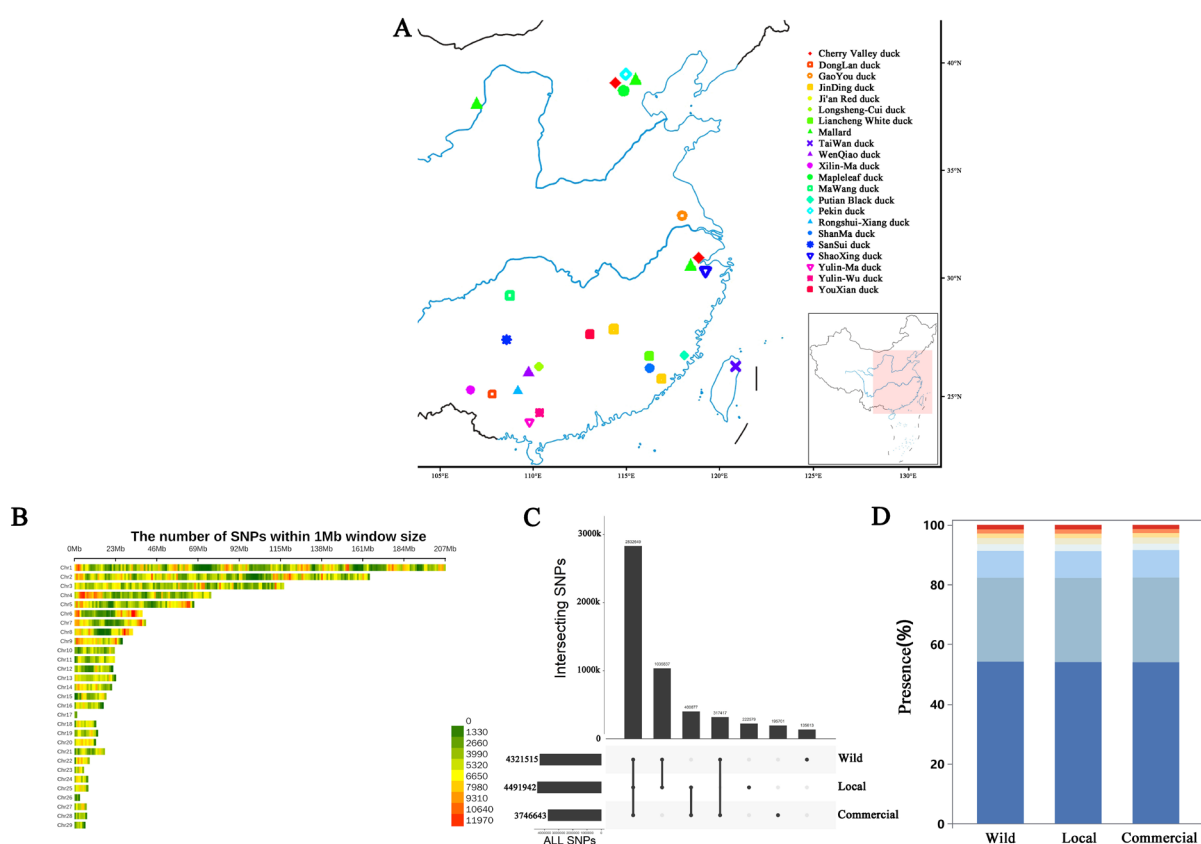 A
Cherry Valley duck
DongLan duck
GaoYou duck
JinDing duck
Ji'an Red duck
Longsheng-Cui duck
Liancheng White duck
Mallard
TaiWan duck
WenQiao duck
Xilin-Ma duck
Mapleleaf duck
MaWang duck
Putian Black duck
Pekin duck
Rongshui-Xiang duck
ShanMa duck
SanSui duck
ShaoXing duck
Yulin-Ma duck
Yulin-Wu duck
YouXian duck
40°N
35°N
30°N
25°N
105°E
110°E
115°E
120°E
125°E
130°E
B
The number of SNPs within 1Mb window size
0Mb 23Mb 46Mb 69Mb 92Mb 115Mb 138Mb 161Mb 184Mb 207Mb
Chr1
Chr2
Chr3
Chr4
Chr5
Chr6
Chr7
Chr8
Chr9
Chr10
Chr11
Chr12
Chr13
Chr14
Chr15
Chr16
Chr17
Chr18
Chr19
Chr20
Chr21
Chr22
Chr23
Chr24
Chr25
Chr26
Chr27
Chr28
Chr29
0
1330
2660
3990
5320
6650
7980
9310
10640
11970
C
Intersecting SNPs
3000k
2000k
1000k
0
4321515
4491942
3746643
Wild
Local
Commercial
ALL SNPs
D
Presence(%)
100
80
60
40
20
0
Wild Local Commercial